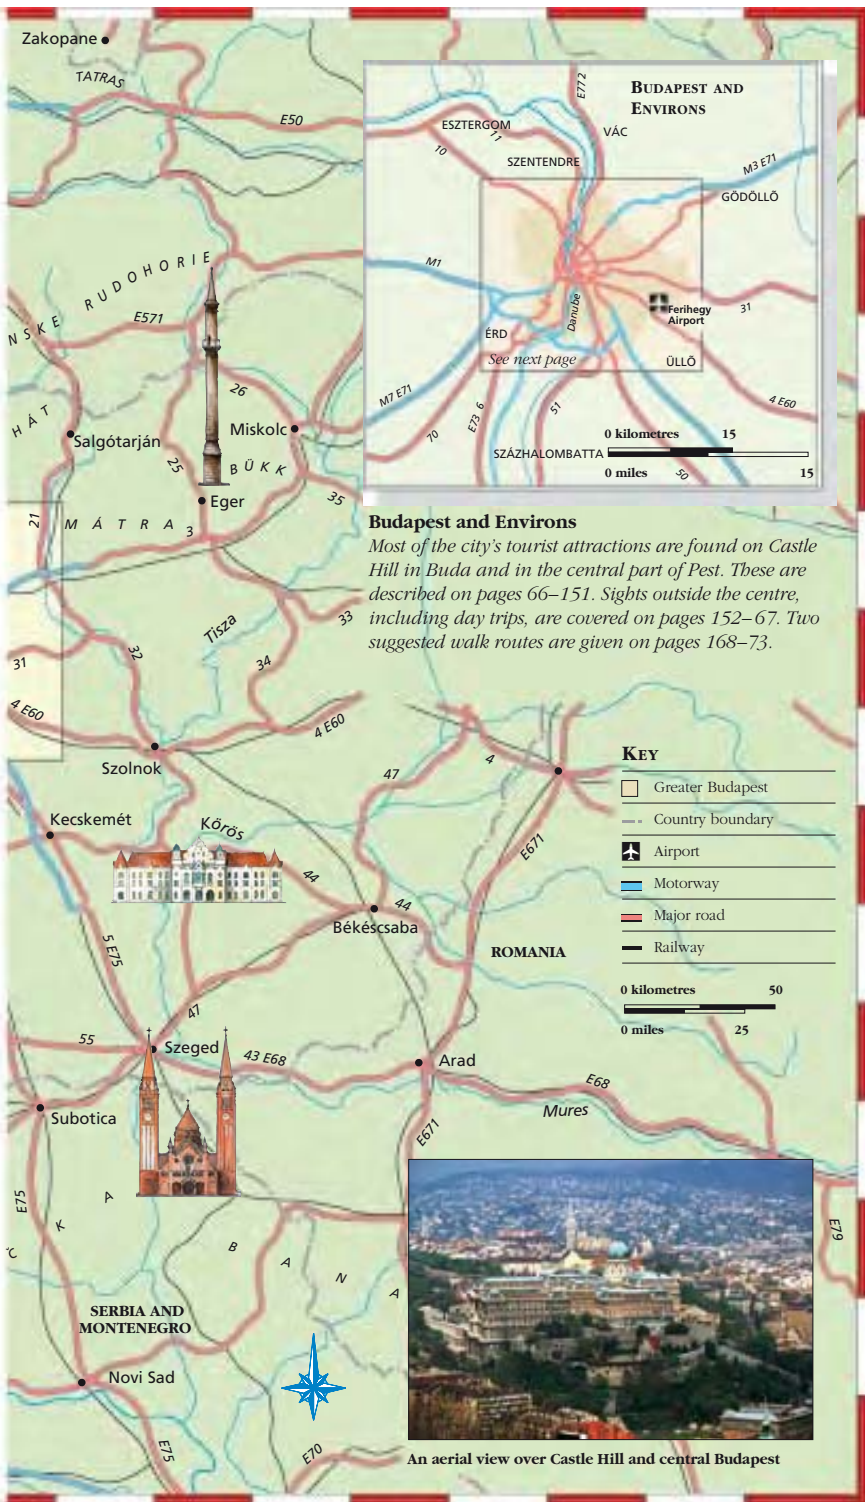 Zakopane
TATRAS
E50
BUDAPEST AND
ENVIRONS
E77 2
ESZTERGOM
11
VÁC
10
SZENTENDRE
M3 E71
GÖDÖLLŐ
M1
Danube
Ferihegy
Airport
31
ÉRD
See next page
ÜLLŐ
M7 E71
4 E60
70
E73 6
51
0 kilometres 15
SZÁZHALOMBATTA
0 miles 15
50
NSKE RUDOHORIE
E571
26
HÁT
Salgótarján
Miskolc
25
BÜKK
35
Eger
21
MÁTRA
3
Budapest and Environs
Most of the city's tourist attractions are found on Castle
Hill in Buda and in the central part of Pest. These are
described on pages 66–151. Sights outside the centre,
including day trips, are covered on pages 152–67. Two
suggested walk routes are given on pages 168–73.
Tisza
33
32
31
34
4 E60
4 E60
Szolnok
47
4
KEY
Greater Budapest
Country boundary
Airport
Motorway
Major road
Railway
Kecskemét
Körös
E671
44
44
Békéscsaba
5 E75
ROMANIA
0 kilometres 50
0 miles 25
47
55
Szeged
43 E68
Arad
E68
Mures
Subotica
E671
E75
Č K A
E79
B A N A
SERBIA AND
MONTENEGRO
Novi Sad
E75
E70
An aerial view over Castle Hill and central Budapest